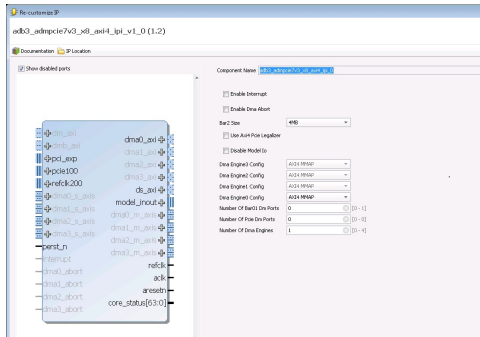 Re-customize IP
adb3_admpcie7v3_x8_axi4_ipi_v1_0 (1.2)
Documentation IP Location
Show disabled ports
Component Name adb3_admpcie7v3_x8_axi4_ipi_0
Enable Interrupt
Enable Dma Abort
Bar2 Size 4MB
Use Axi4 Pcie Legalizer
Disable Model Io
Dma Engine3 Config AXI4 MMAP
Dma Engine2 Config AXI4 MMAP
Dma Engine1 Config AXI4 MMAP
Dma Engine0 Config AXI4 MMAP
Number Of Bar01 Dm Ports 0 [0 - 1]
Number Of Pcie Dm Ports 0 [0 - 0]
Number Of Dma Engines 1 [0 - 4]
dm_axi
dmb_axi
pci_exp
pcie100
refclk200
dma0_s_axis
dma1_s_axis
dma2_s_axis
dma3_s_axis
perst_n
interrupt
dma0_abort
dma1_abort
dma2_abort
dma3_abort
dma0_axi
dma1_axi
dma2_axi
dma3_axi
ds_axi
model_inout
dma0_m_axis
dma1_m_axis
dma2_m_axis
dma3_m_axis
refclk
aclk
aresetn
core_status[63:0]